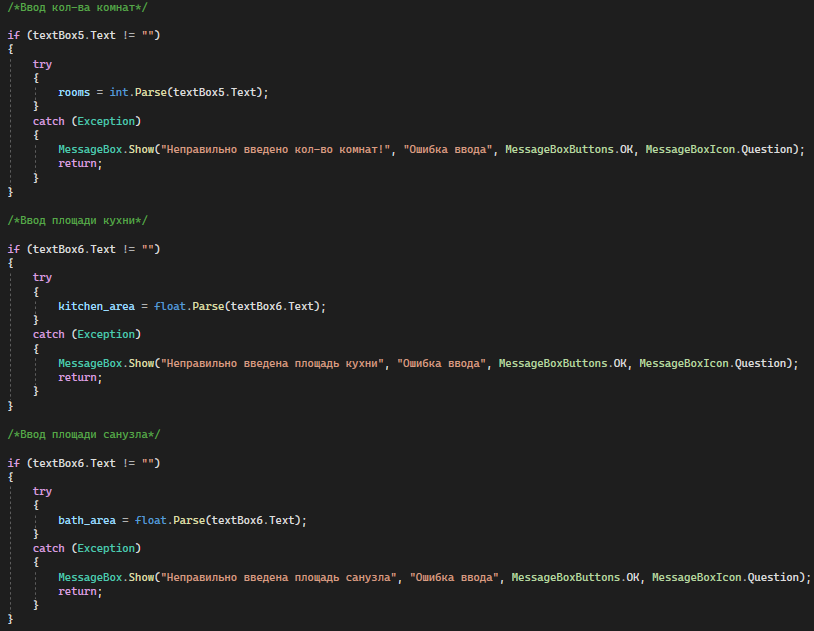 /*Ввод кол-ва комнат*/
if (textBox5.Text != "")
{
try
{
rooms = int.Parse(textBox5.Text);
}
catch (Exception)
{
MessageBox.Show("Неправильно введено кол-во комнат!", "Ошибка ввода", MessageBoxButtons.OK, MessageBoxIcon.Question);
return;
}
}
/*Ввод площади кухни*/
if (textBox6.Text != "")
{
try
{
kitchen_area = float.Parse(textBox6.Text);
}
catch (Exception)
{
MessageBox.Show("Неправильно введена площадь кухни", "Ошибка ввода", MessageBoxButtons.OK, MessageBoxIcon.Question);
return;
}
}
/*Ввод площади санузла*/
if (textBox6.Text != "")
{
try
{
bath_area = float.Parse(textBox6.Text);
}
catch (Exception)
{
MessageBox.Show("Неправильно введена площадь санузла", "Ошибка ввода", MessageBoxButtons.OK, MessageBoxIcon.Question);
return;
}
}